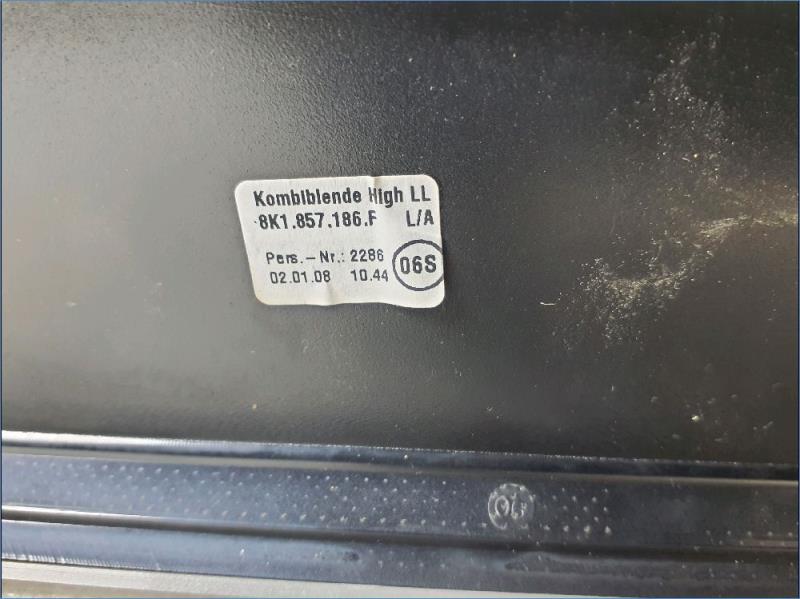 Kombiblende High LL
8K1.857.186.F L/A
Pers.-Nr.: 2286
02.01.08 10.44
06S